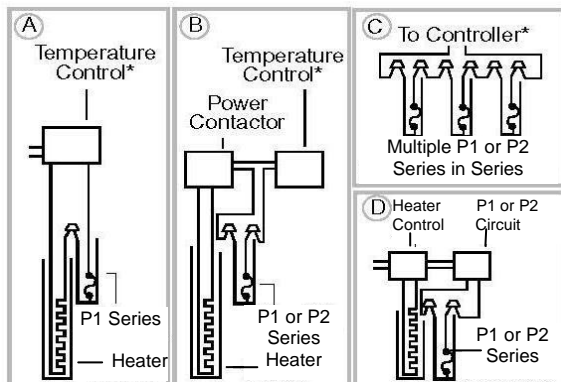 A
Temperature
Control*
P1 Series
Heater
B
Temperature
Control*
Power
Contactor
P1 or P2
Series
Heater
C
To Controller*
Multiple P1 or P2
Series in Series
D
Heater
Control
P1 or P2
Circuit
P1 or P2
Series